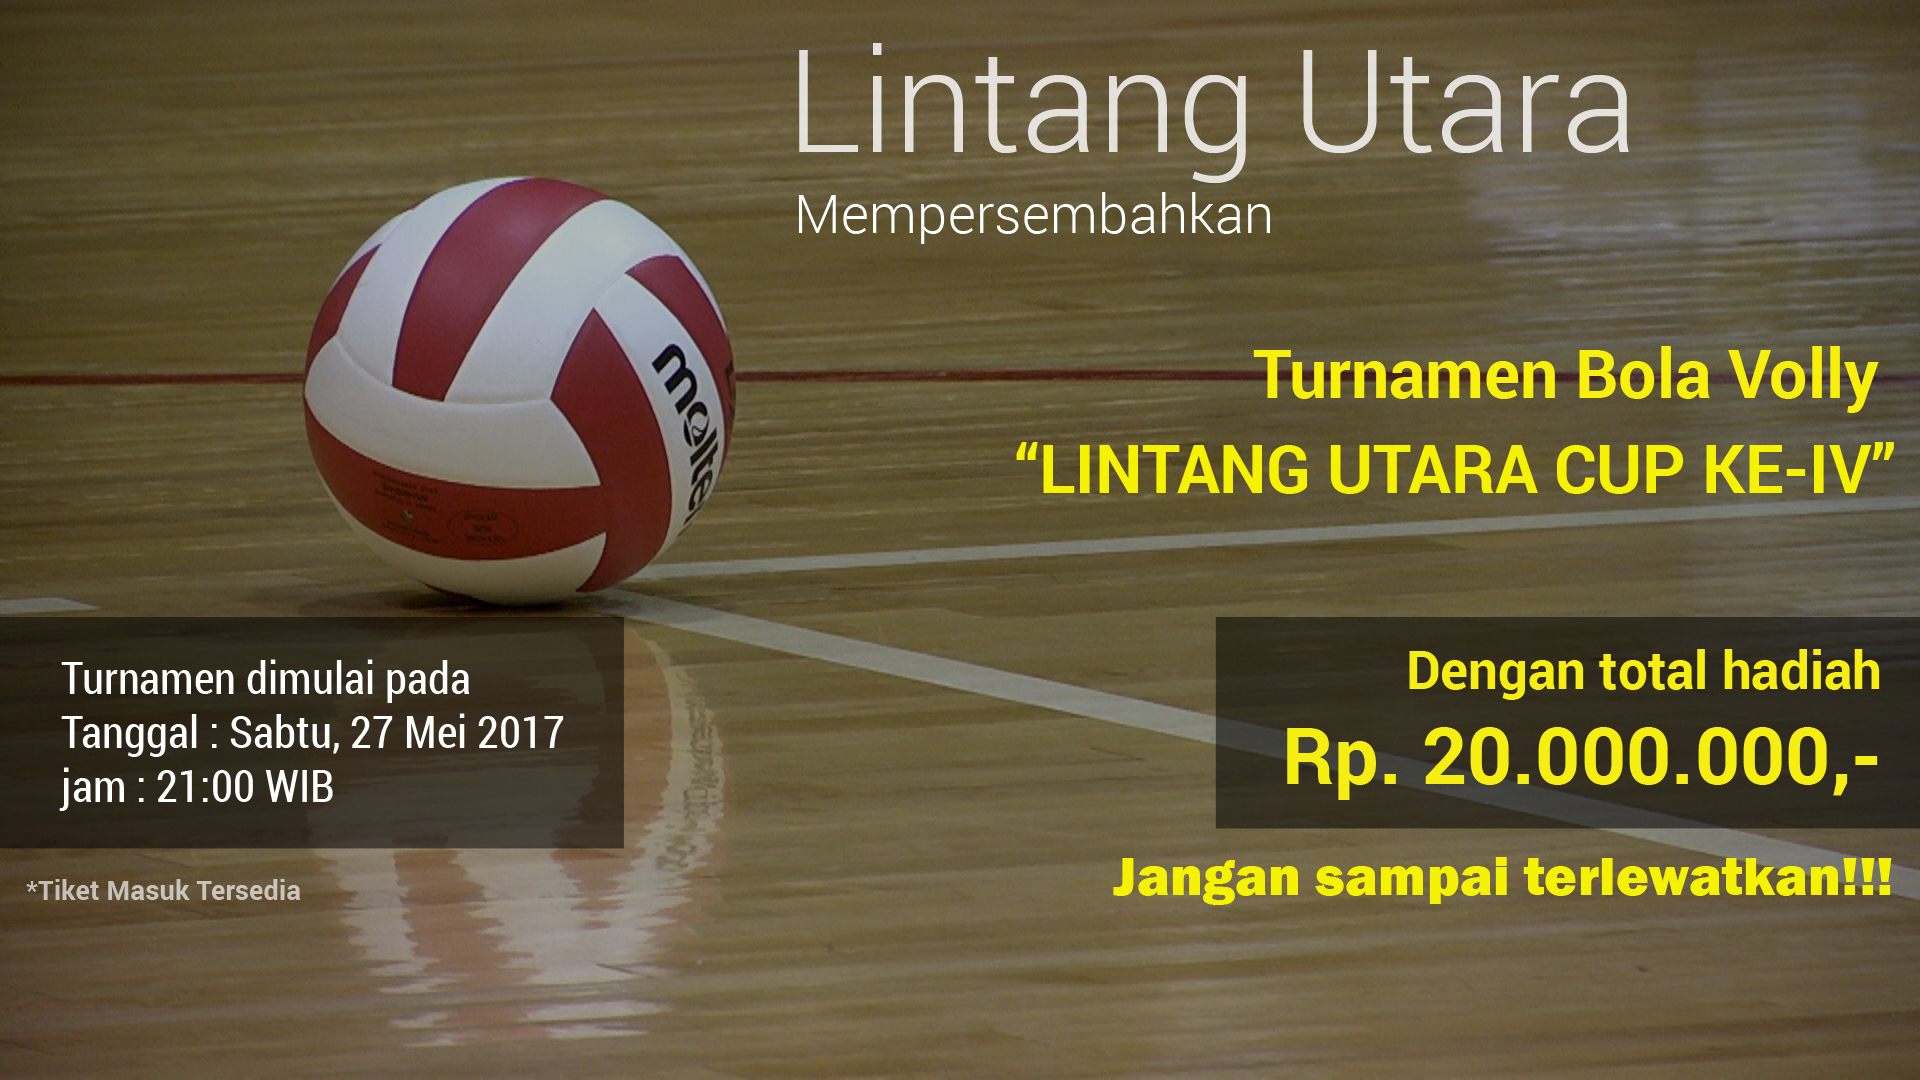 Lintang Utara
Mempersembahkan
Turnamen Bola Volly
“LINTANG UTARA CUP KE-IV”
molten
Turnamen dimulai pada
Tanggal : Sabtu, 27 Mei 2017
jam : 21:00 WIB
Dengan total hadiah
Rp. 20.000.000,-
Jangan sampai terlewatkan!!!
*Tiket Masuk Tersedia